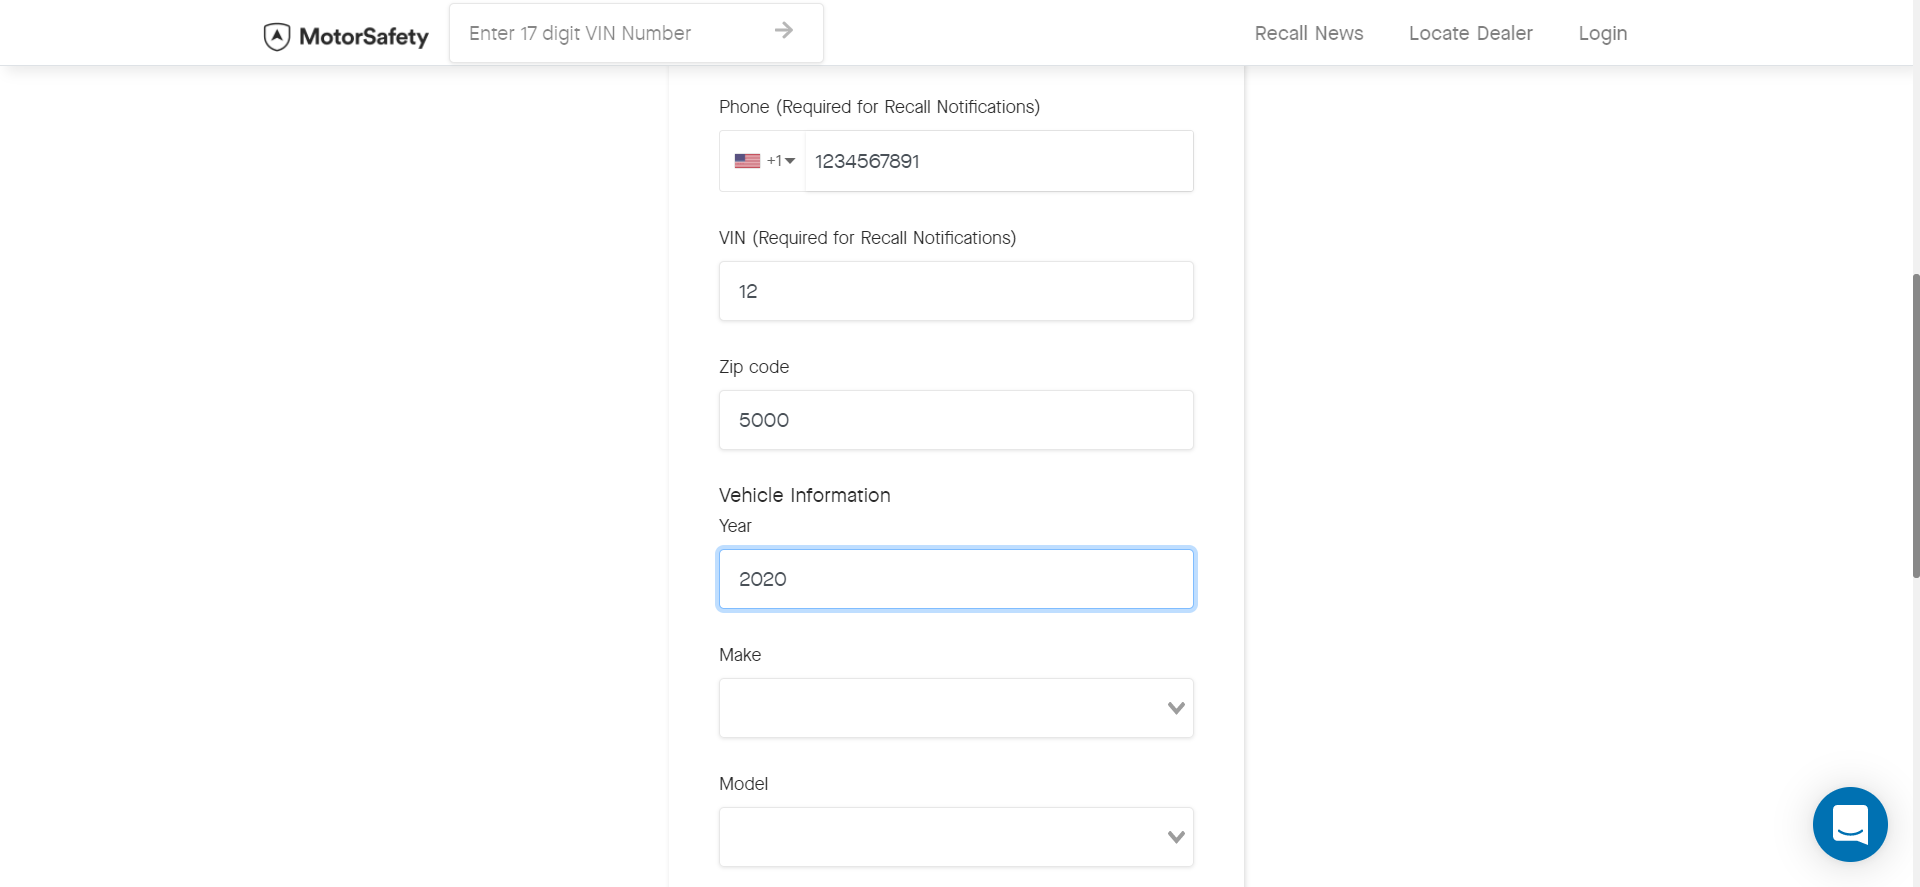 MotorSafety
Enter 17 digit VIN Number
Recall News
Locate Dealer
Login
Phone (Required for Recall Notifications)
+1
1234567891
VIN (Required for Recall Notifications)
12
Zip code
5000
Vehicle Information
Year
2020
Make
Model